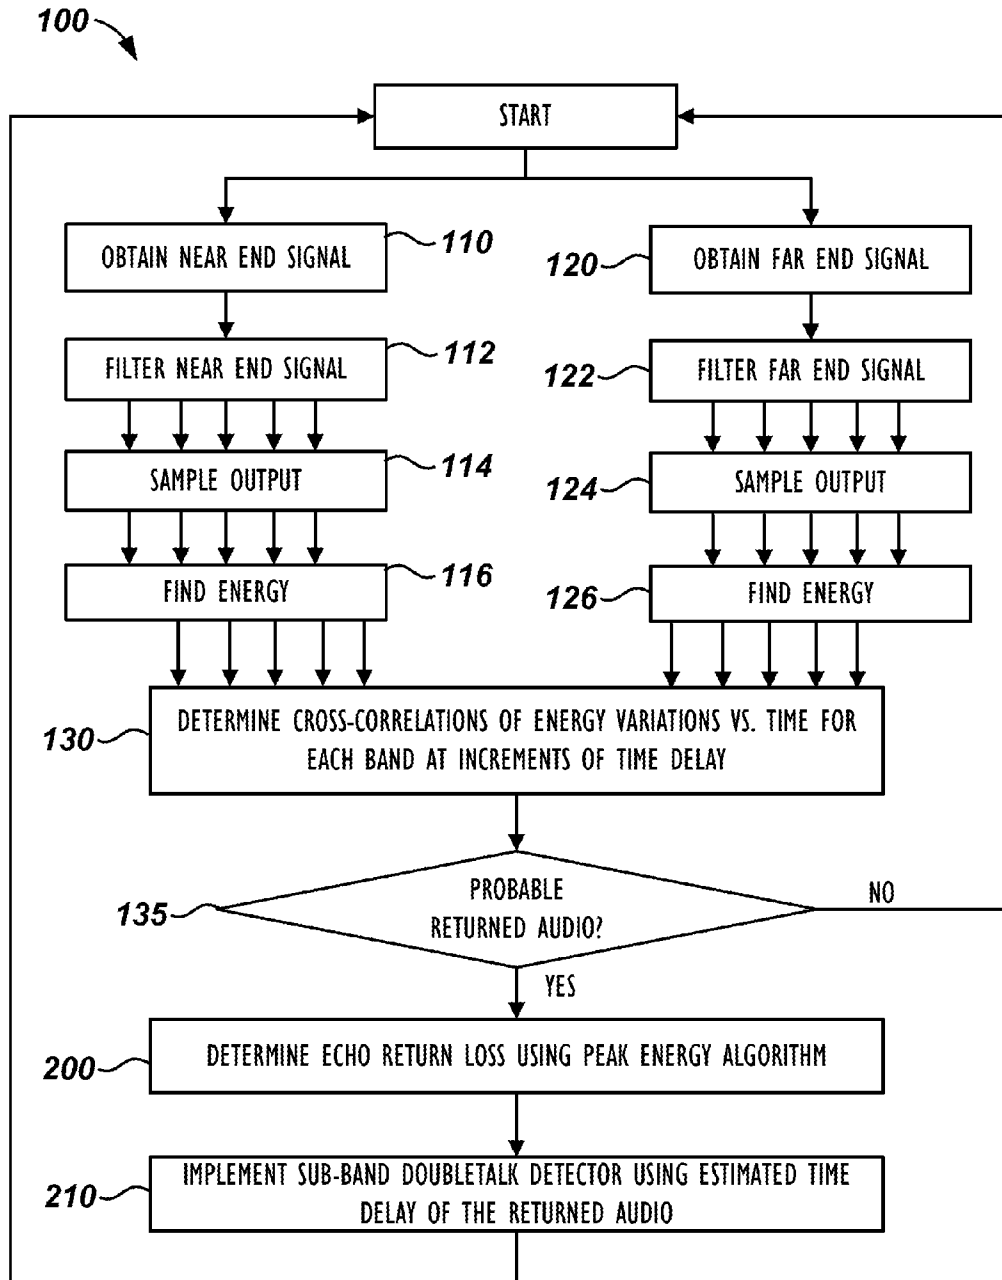 100
START
OBTAIN NEAR END SIGNAL
110
120
OBTAIN FAR END SIGNAL
FILTER NEAR END SIGNAL
112
122
FILTER FAR END SIGNAL
SAMPLE OUTPUT
114
124
SAMPLE OUTPUT
FIND ENERGY
116
126
FIND ENERGY
130
DETERMINE CROSS-CORRELATIONS OF ENERGY VARIATIONS VS. TIME FOR
EACH BAND AT INCREMENTS OF TIME DELAY
135
PROBABLE
RETURNED AUDIO?
NO
YES
200
DETERMINE ECHO RETURN LOSS USING PEAK ENERGY ALGORITHM
210
IMPLEMENT SUB-BAND DOUBLETALK DETECTOR USING ESTIMATED TIME
DELAY OF THE RETURNED AUDIO